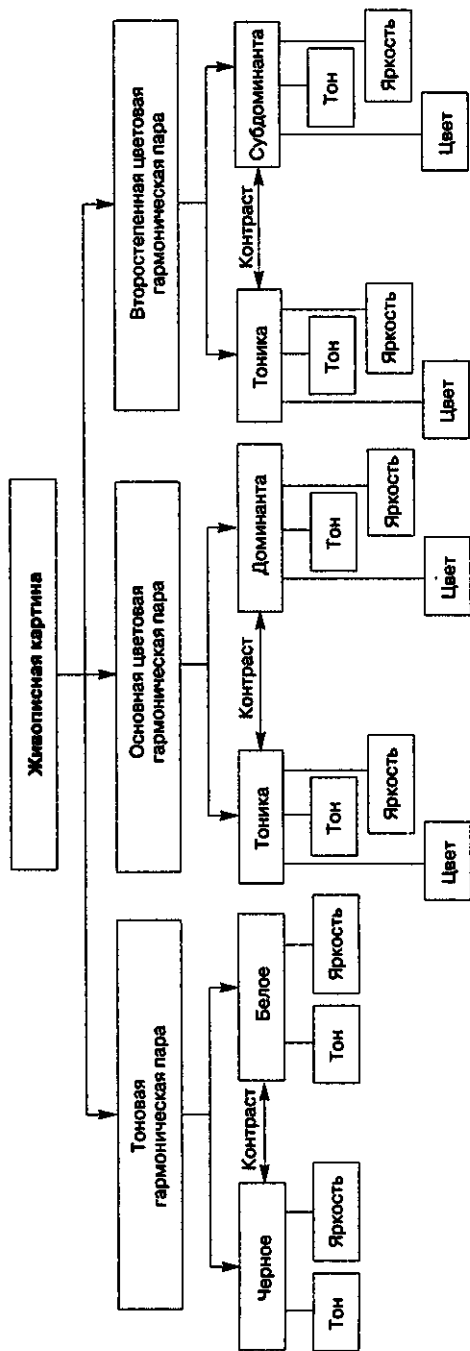 Живописная картина
Тоновая
гармоническая пара
Основная цветовая
гармоническая пара
Второстепенная цветовая
гармоническая пара
Черное
Контраст
Белое
Тоника
Контраст
Доминанта
Тоника
Контраст
Субдоминанта
Тон
Яркость
Тон
Яркость
Цвет
Тон
Яркость
Цвет
Тон
Яркость
Цвет
Тон
Яркость
Цвет
Тон
Яркость